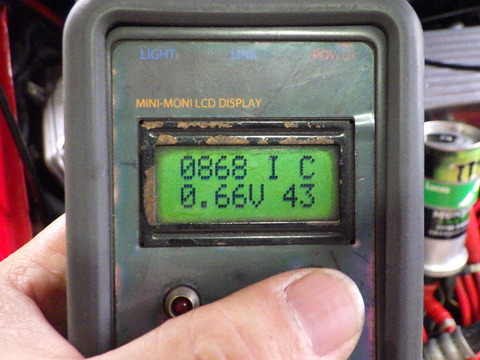 LIGHT LINK POWER
MINI-MONI LCD DISPLAY
0868 I C
0.66V 43